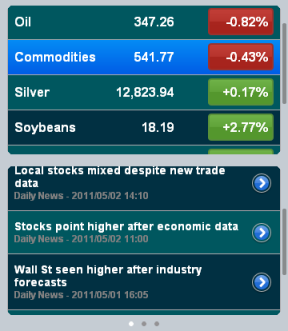 Oil 347.26 -0.82%
Commodities 541.77 -0.43%
Silver 12,823.94 +0.17%
Soybeans 18.19 +2.77%
Local stocks mixed despite new trade
data
Daily News - 2011/05/02 14:10
Stocks point higher after economic data
Daily News - 2011/05/02 11:00
Wall St seen higher after industry
forecasts
Daily News - 2011/05/01 16:05